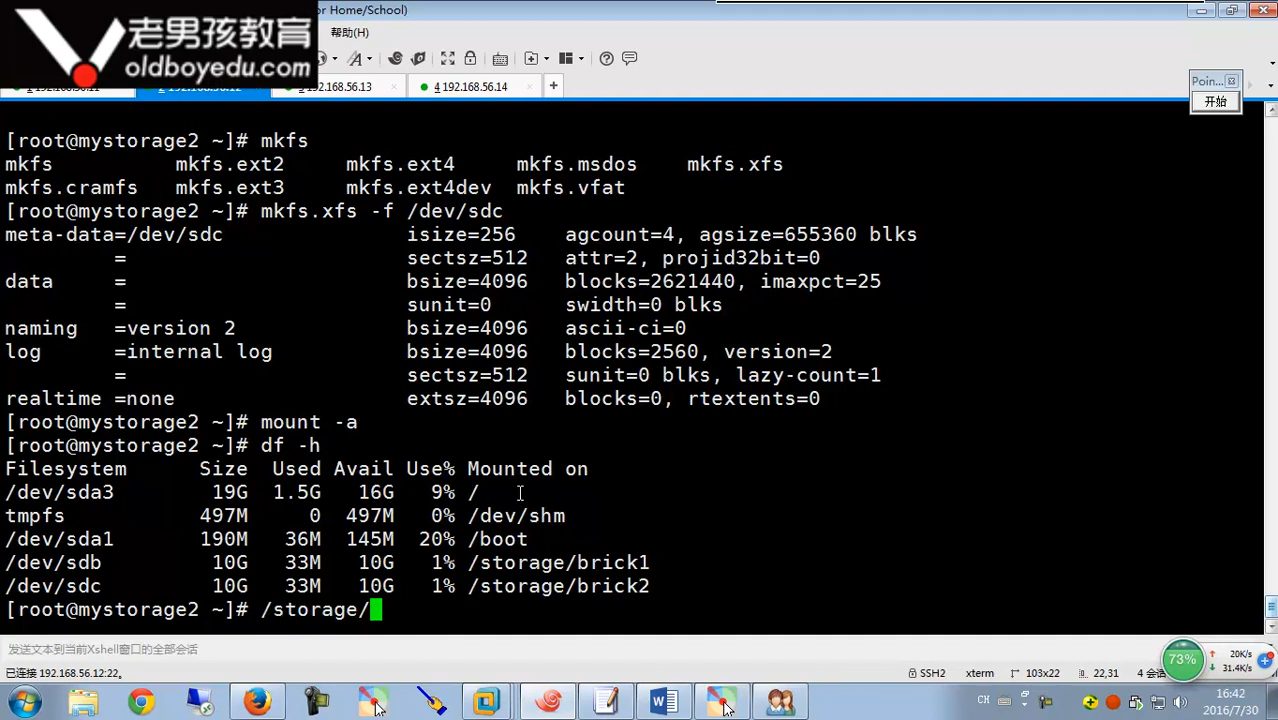 or Home/School)
老男孩教育
oldboyedu.com
帮助(H)
192.168.56.13
4 192.168.56.14
Poin...
开始
[root@mystorage2 ~]# mkfs
mkfs mkfs.ext2 mkfs.ext4 mkfs.msdos mkfs.xfs
mkfs.cramfs mkfs.ext3 mkfs.ext4dev mkfs.vfat
[root@mystorage2 ~]# mkfs.xfs -f /dev/sdc
meta-data=/dev/sdc isize=256 agcount=4, agsize=655360 blks
= sectsz=512 attr=2, projid32bit=0
data = bsize=4096 blocks=2621440, imaxpct=25
= sunit=0 swidth=0 blks
naming =version 2 bsize=4096 ascii-ci=0
log =internal log bsize=4096 blocks=2560, version=2
= sectsz=512 sunit=0 blks, lazy-count=1
realtime =none extsz=4096 blocks=0, rtextents=0
[root@mystorage2 ~]# mount -a
[root@mystorage2 ~]# df -h
Filesystem Size Used Avail Use% Mounted on
/dev/sda3 19G 1.5G 16G 9% /
tmpfs 497M 0 497M 0% /dev/shm
/dev/sda1 190M 36M 145M 20% /boot
/dev/sdb 10G 33M 10G 1% /storage/brick1
/dev/sdc 10G 33M 10G 1% /storage/brick2
[root@mystorage2 ~]# /storage/
发送文本到当前Xshell窗口的全部会话
已连接 192.168.56.12:22。
SSH2 xterm 103x22 22,31 4 会话
73%
20K/s
31.4K/s
CH
16:42
2016/7/30